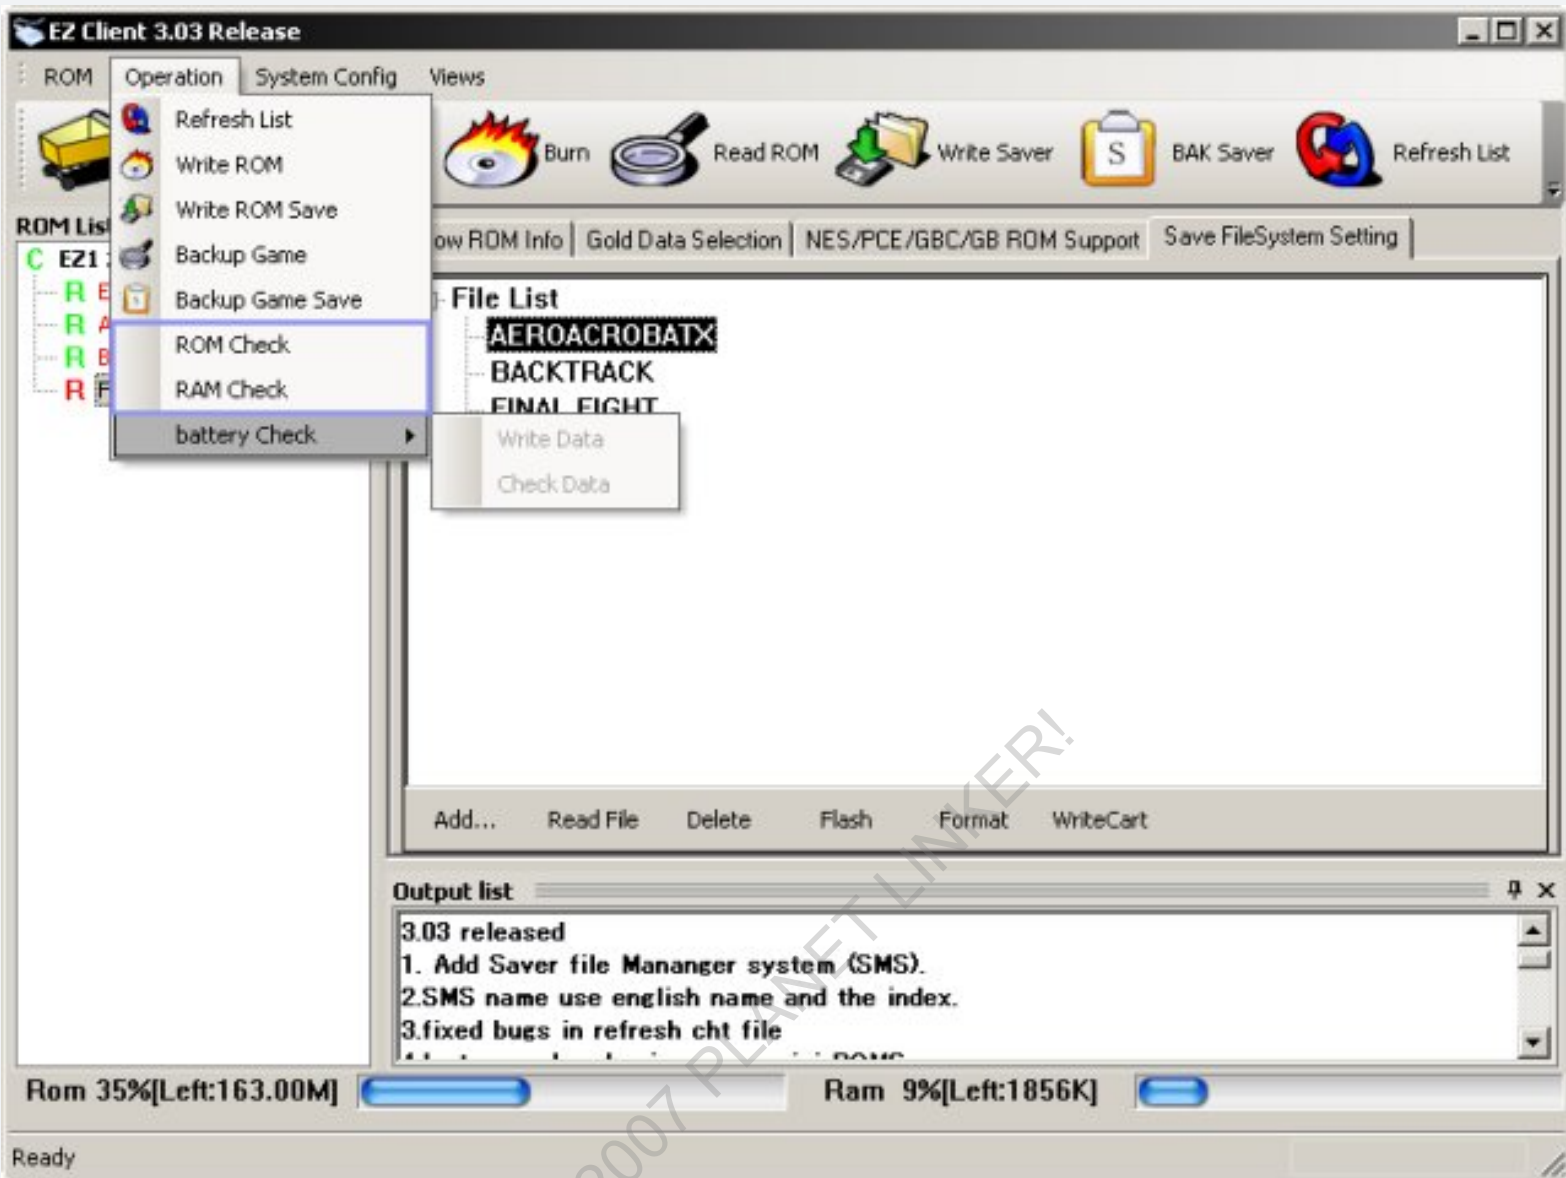 EZ Client 3.03 Release
ROM Operation System Config Views
Refresh List
Write ROM
Write ROM Save
Backup Game
Backup Game Save
ROM Check
RAM Check
battery Check
Write Data
Check Data
Burn Read ROM Write Saver S BAK Saver Refresh List
ROM Lis
C EZ1
R E
R A
R B
R F
ow ROM Info Gold Data Selection NES/PCE/GBC/GB ROM Support Save FileSystem Setting
File List
AEROACROBATX
BACKTRACK
FINAL FIGHT
Add... Read File Delete Flash Format WriteCart
Output list
3.03 released
1. Add Saver file Mananger system (SMS).
2.SMS name use english name and the index.
3.fixed bugs in refresh cht file
Rom 35%[Left:163.00M] Ram 9%[Left:1856K]
Ready
2007 PLANET LINKER!